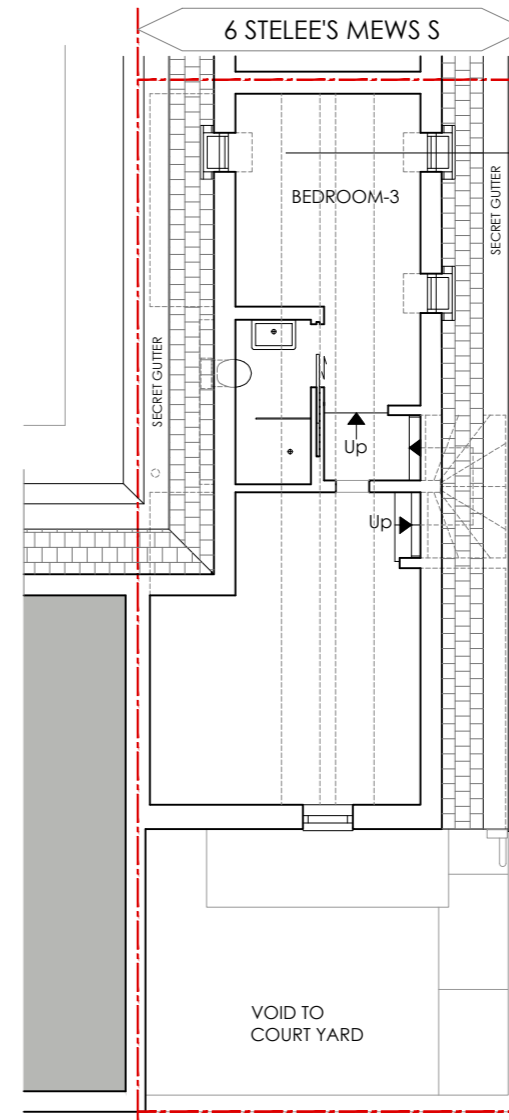 6 STELEE'S MEWS S
BEDROOM-3
SECRET GUTTER
SECRET GUTTER
Up
Up
VOID TO
COURT YARD